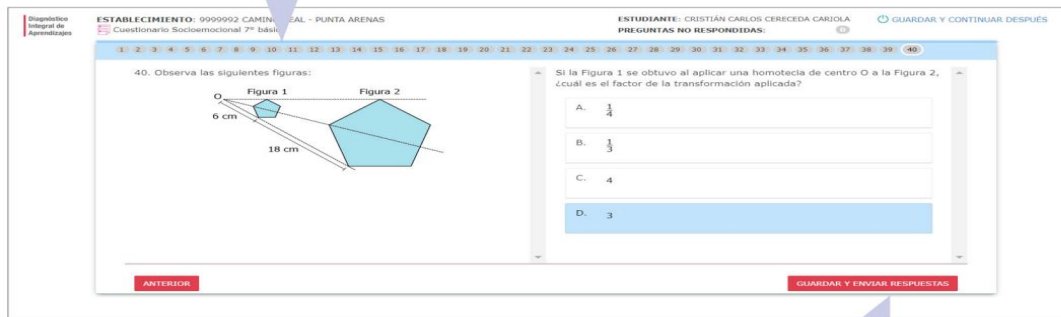 Diagnóstico
Integral de
Aprendizajes
ESTABLECIMIENTO: 9999992 CAMINO REAL - PUNTA ARENAS
Cuestionario Socioemocional 7° básico
ESTUDIANTE: CRISTIÁN CARLOS CERECEDA CARIOLA
PREGUNTAS NO RESPONDIDAS: 0
GUARDAR Y CONTINUAR DESPUÉS
1 2 3 4 5 6 7 8 9 10 11 12 13 14 15 16 17 18 19 20 21 22 23 24 25 26 27 28 29 30 31 32 33 34 35 36 37 38 39 40
40. Observa las siguientes figuras:
O
Figura 1
Figura 2
6 cm
18 cm
Si la Figura 1 se obtuvo al aplicar una homotecia de centro O a la Figura 2,
¿cuál es el factor de la transformación aplicada?
A. 1/4
B. 1/3
C. 4
D. 3
ANTERIOR
GUARDAR Y ENVIAR RESPUESTAS